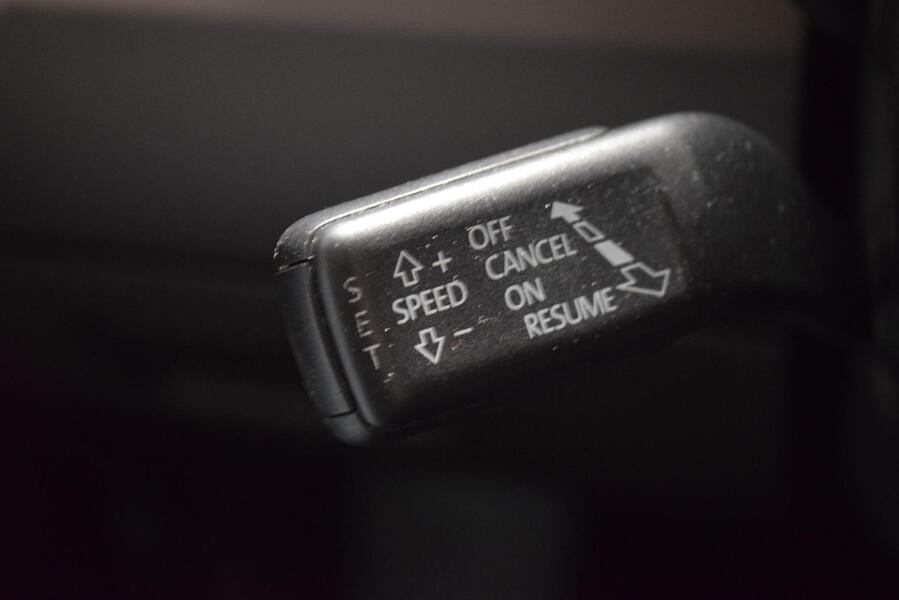 SET
+
SPEED
-
OFF
CANCEL
ON
RESUME